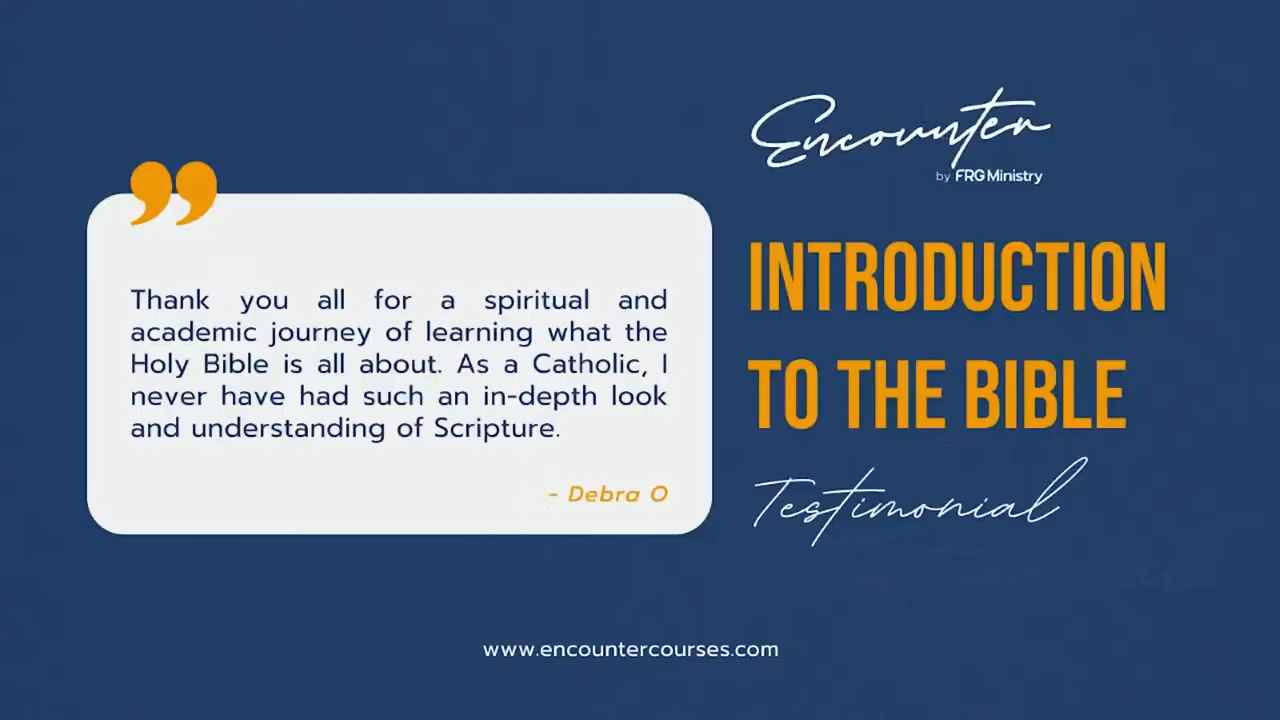 Encounter
by FRG Ministry
INTRODUCTION
TO THE BIBLE
Testimonial
Thank you all for a spiritual and
academic journey of learning what the
Holy Bible is all about. As a Catholic, I
never have had such an in-depth look
and understanding of Scripture.
- Debra O
www.encountercourses.com